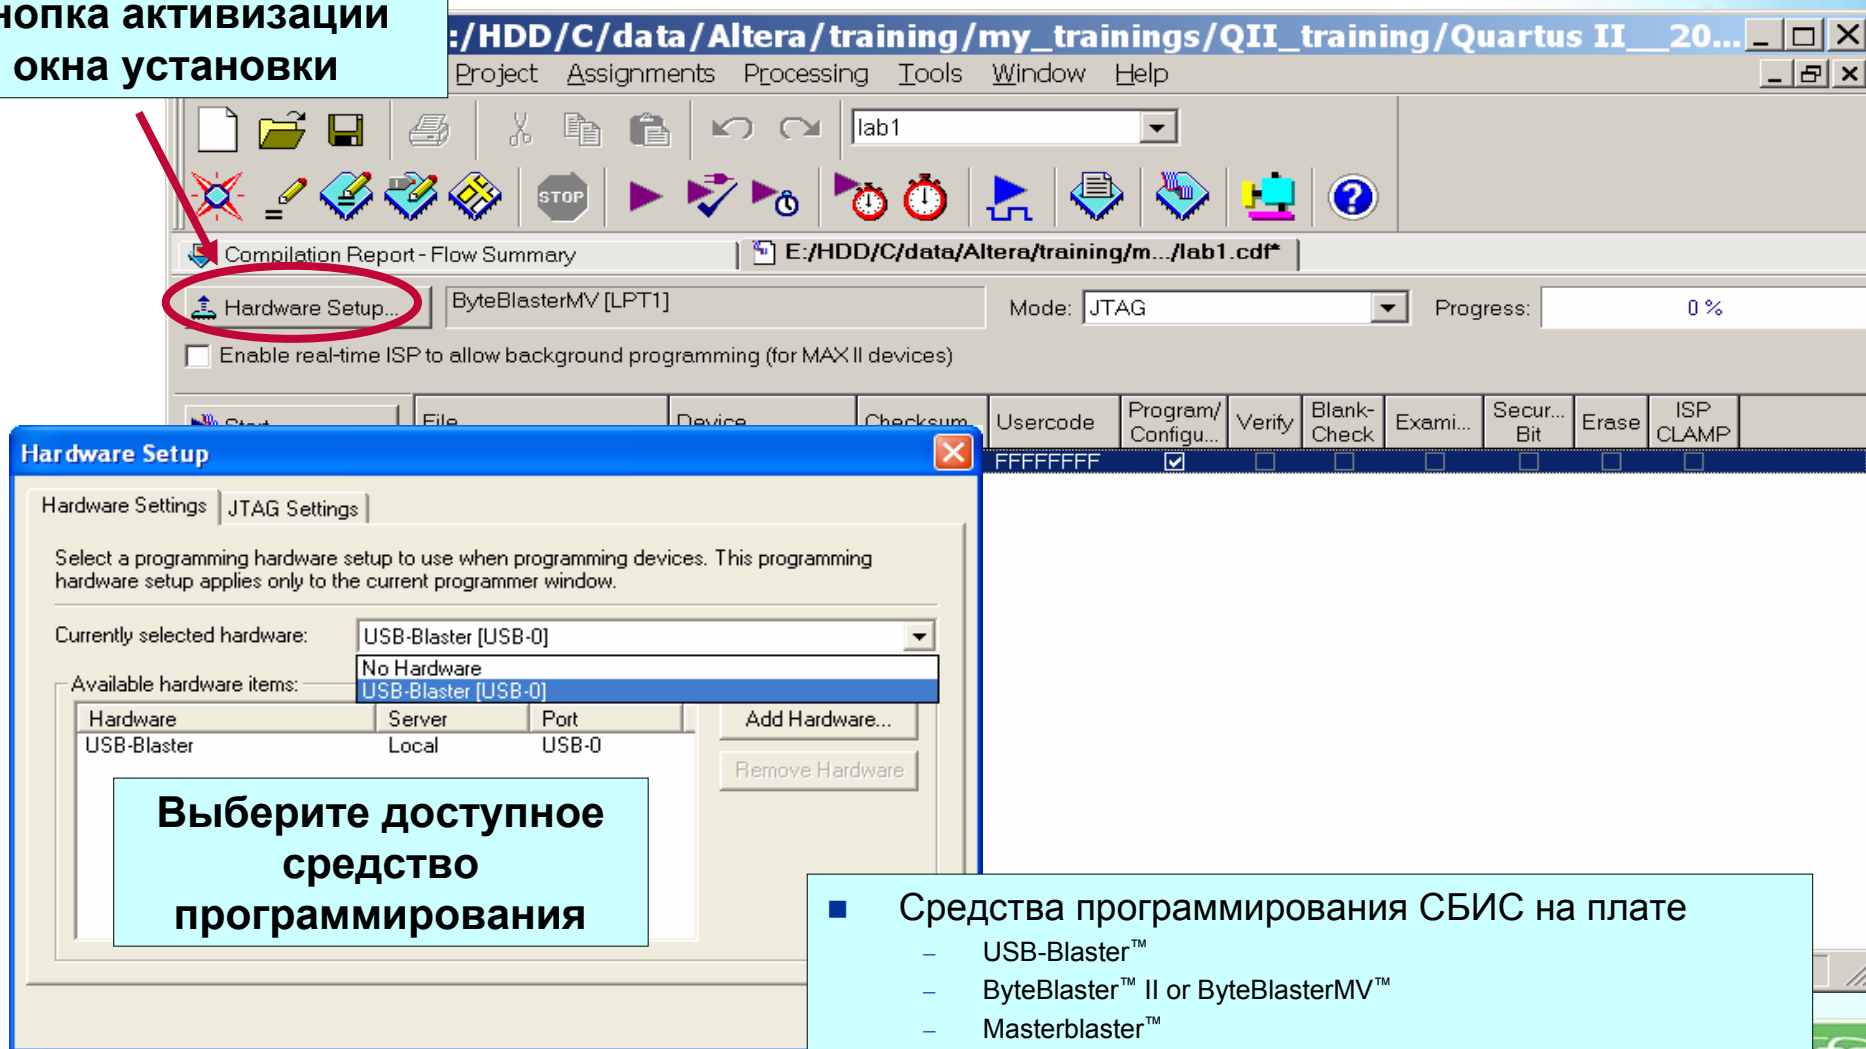 нопка активизации
окна установки
:/HDD/C/data/Altera/training/my_trainings/QII_training/Quartus II__20...
Project Assignments Processing Tools Window Help
lab1
STOP
Compilation Report - Flow Summary
E:/HDD/C/data/Altera/training/m.../lab1.cdf*
Hardware Setup...
ByteBlasterMV [LPT1]
Mode: JTAG
Progress: 0 %
Enable real-time ISP to allow background programming (for MAX II devices)
Start File Device Checksum Usercode Program/ Configu... Verify Blank- Check Exami... Secur... Bit Erase ISP CLAMP
FFFFFFFF
Hardware Setup
Hardware Settings JTAG Settings
Select a programming hardware setup to use when programming devices. This programming
hardware setup applies only to the current programmer window.
Currently selected hardware: USB-Blaster [USB-0]
No Hardware
USB-Blaster [USB-0]
Available hardware items:
Hardware Server Port
USB-Blaster Local USB-0
Add Hardware...
Remove Hardware
Выберите доступное
средство
программирования
■ Средства программирования СБИС на плате
– USB-Blaster™
– ByteBlaster™ II or ByteBlasterMV™
– Masterblaster™